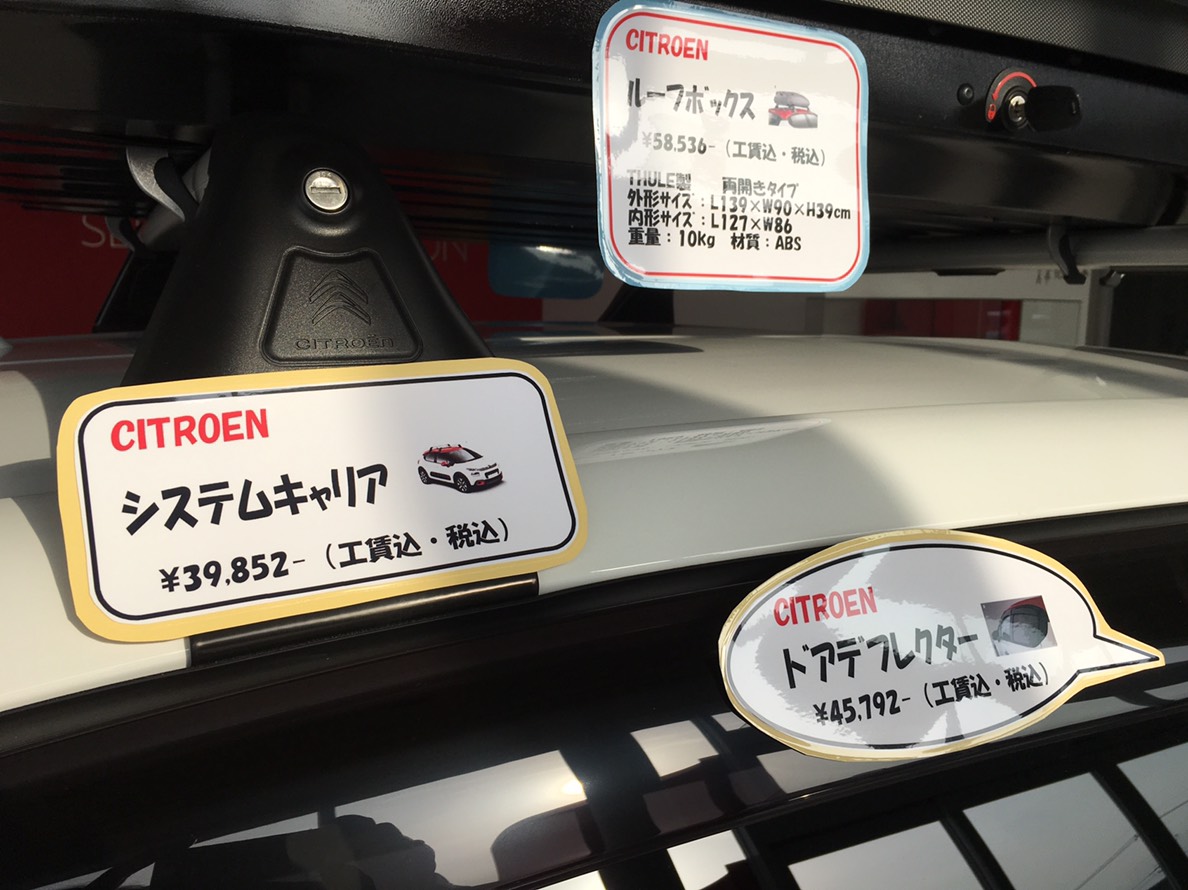 CITROEN
ルーフボックス
¥58,536-（工賃込・税込）
THULE製 両開きタイプ
外形サイズ：L139×W90×H39cm
内形サイズ：L127×W86
重量：10kg 材質：ABS
CITROËN
CITROEN
システムキャリア
¥39,852-（工賃込・税込）
CITROEN
ドアデフレクター
¥45,792-（工賃込・税込）